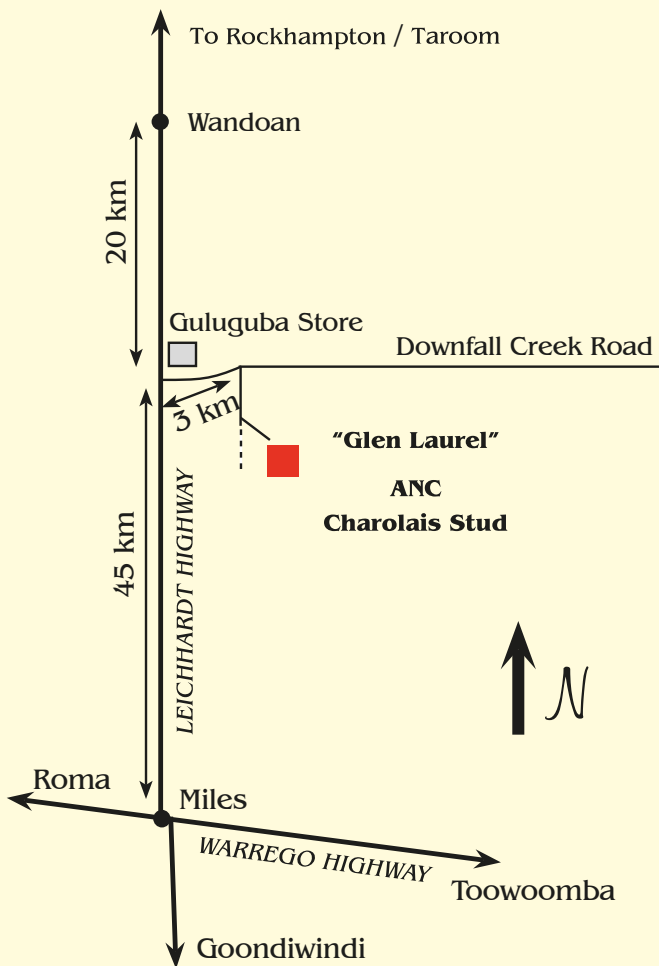 To Rockhampton / Taroom
Wandoan
20 km
Guluguba Store
Downfall Creek Road
3 km
"Glen Laurel"
ANC
Charolais Stud
45 km
LEICHHARDT HIGHWAY
N
Roma
Miles
WARREGO HIGHWAY
Toowoomba
Goondiwindi